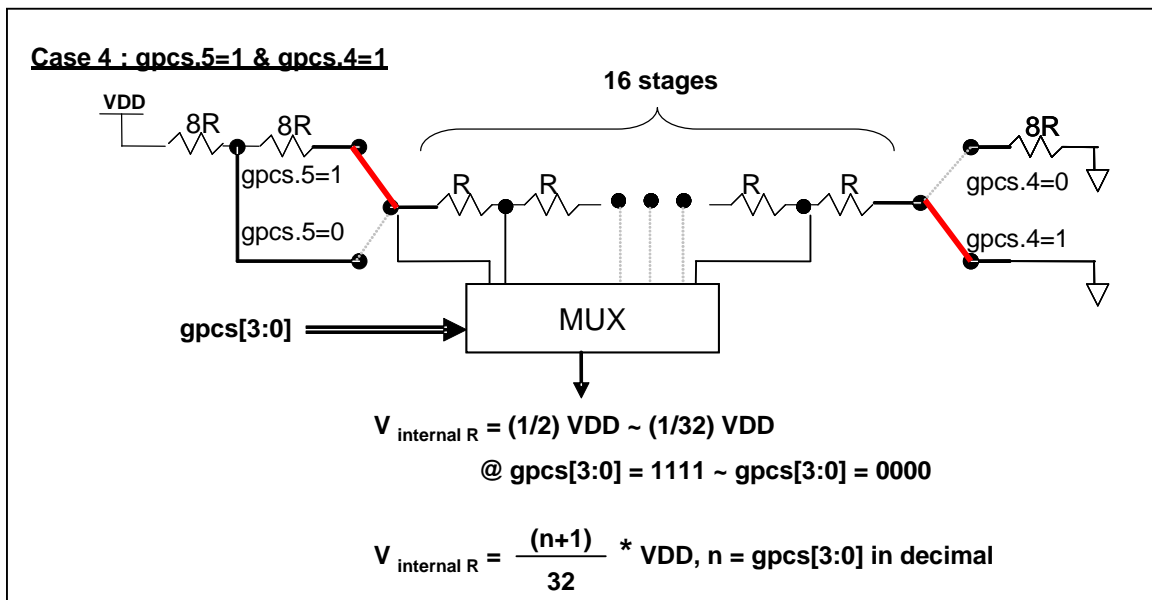 Case 4 : gpcs.5=1 & gpcs.4=1
16 stages
VDD
8R
8R
8R
gpcs.5=1
R
R
R
R
gpcs.4=0
gpcs.5=0
gpcs.4=1
gpcs[3:0]
MUX
V internal R = (1/2) VDD ~ (1/32) VDD
@ gpcs[3:0] = 1111 ~ gpcs[3:0] = 0000
V internal R = (n+1) / 32 * VDD, n = gpcs[3:0] in decimal